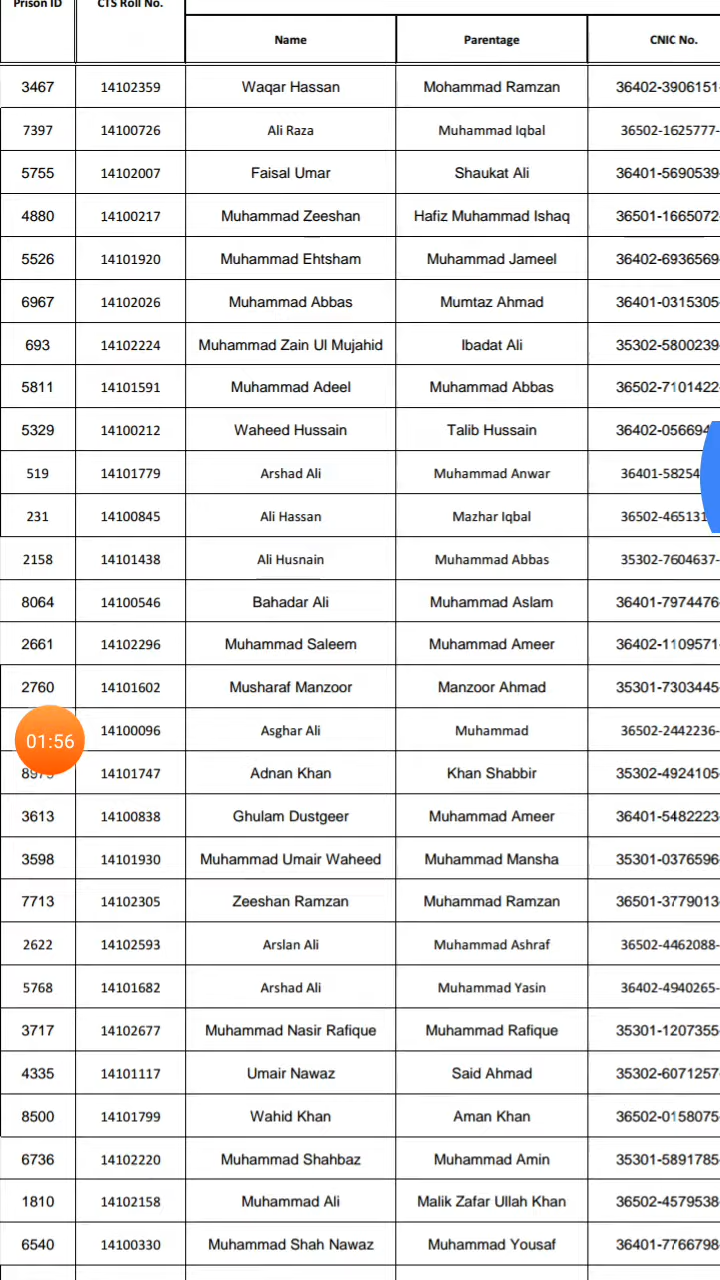 Prison ID CTS Roll No.
Name Parentage CNIC No.
3467 14102359 Waqar Hassan Mohammad Ramzan 36402-3906151-
7397 14100726 Ali Raza Muhammad Iqbal 36502-1625777-
5755 14102007 Faisal Umar Shaukat Ali 36401-5690539-
4880 14100217 Muhammad Zeeshan Hafiz Muhammad Ishaq 36501-1665072-
5526 14101920 Muhammad Ehtsham Muhammad Jameel 36402-6936569-
6967 14102026 Muhammad Abbas Mumtaz Ahmad 36401-0315305-
693 14102224 Muhammad Zain Ul Mujahid Ibadat Ali 35302-5800239-
5811 14101591 Muhammad Adeel Muhammad Abbas 36502-7101422-
5329 14100212 Waheed Hussain Talib Hussain 36402-056694
519 14101779 Arshad Ali Muhammad Anwar 36401-58254
231 14100845 Ali Hassan Mazhar Iqbal 36502-465131
2158 14101438 Ali Husnain Muhammad Abbas 35302-7604637-
8064 14100546 Bahadar Ali Muhammad Aslam 36401-7974476-
2661 14102296 Muhammad Saleem Muhammad Ameer 36402-1109571-
2760 14101602 Musharaf Manzoor Manzoor Ahmad 35301-7303445-
01:56 14100096 Asghar Ali Muhammad 36502-2442236-
14101747 Adnan Khan Khan Shabbir 35302-4924105-
3613 14100838 Ghulam Dustgeer Muhammad Ameer 36401-5482223-
3598 14101930 Muhammad Umair Waheed Muhammad Mansha 35301-0376596-
7713 14102305 Zeeshan Ramzan Muhammad Ramzan 36501-3779013-
2622 14102593 Arslan Ali Muhammad Ashraf 36502-4462088-
5768 14101682 Arshad Ali Muhammad Yasin 36402-4940265-
3717 14102677 Muhammad Nasir Rafique Muhammad Rafique 35301-1207355-
4335 14101117 Umair Nawaz Said Ahmad 35302-6071257-
8500 14101799 Wahid Khan Aman Khan 36502-0158075-
6736 14102220 Muhammad Shahbaz Muhammad Amin 35301-5891785-
1810 14102158 Muhammad Ali Malik Zafar Ullah Khan 36502-4579538-
6540 14100330 Muhammad Shah Nawaz Muhammad Yousaf 36401-7766798-